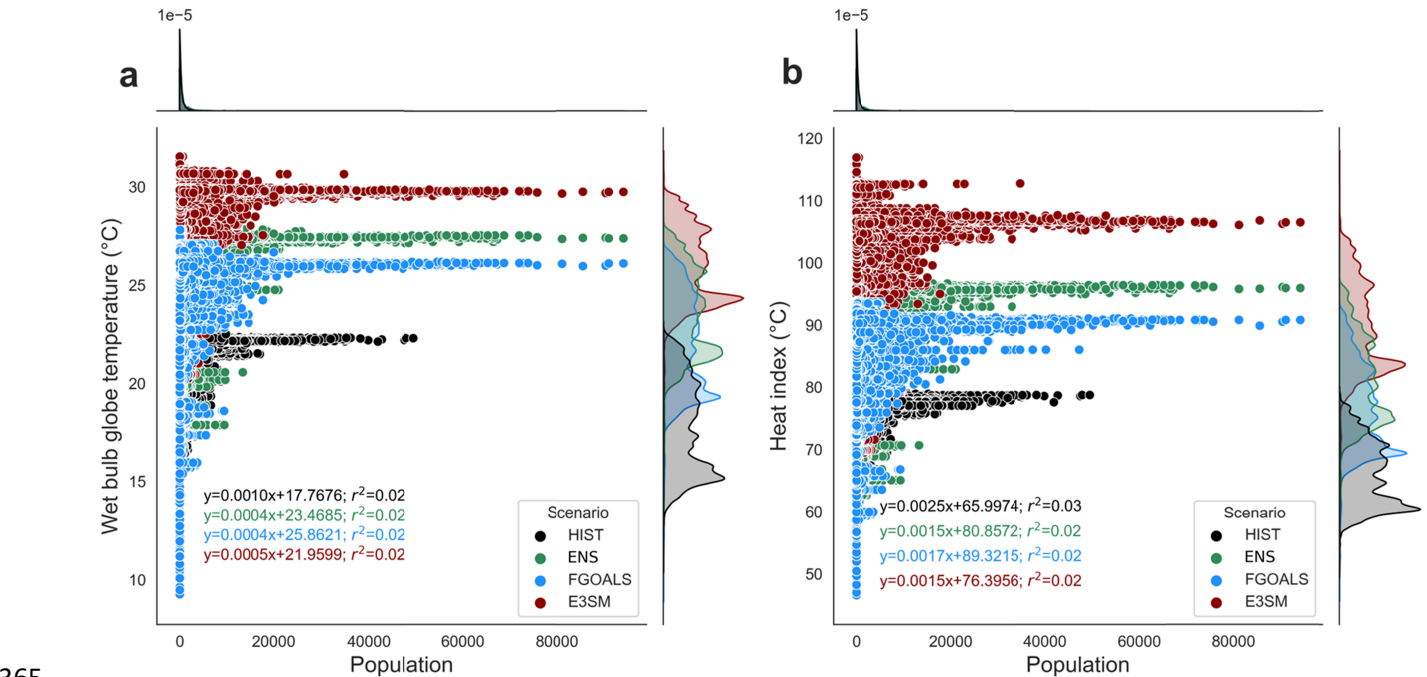 1e−5
a
Wet bulb globe temperature (°C)
30
25
20
15
10
y=0.0010x+17.7676; r²=0.02
y=0.0004x+23.4685; r²=0.02
y=0.0004x+25.8621; r²=0.02
y=0.0005x+21.9599; r²=0.02
Scenario
HIST
ENS
FGOALS
E3SM
0 20000 40000 60000 80000
Population
1e−5
b
Heat index (°C)
120
110
100
90
80
70
60
50
y=0.0025x+65.9974; r²=0.03
y=0.0015x+80.8572; r²=0.02
y=0.0017x+89.3215; r²=0.02
y=0.0015x+76.3956; r²=0.02
Scenario
HIST
ENS
FGOALS
E3SM
0 20000 40000 60000 80000
Population
365